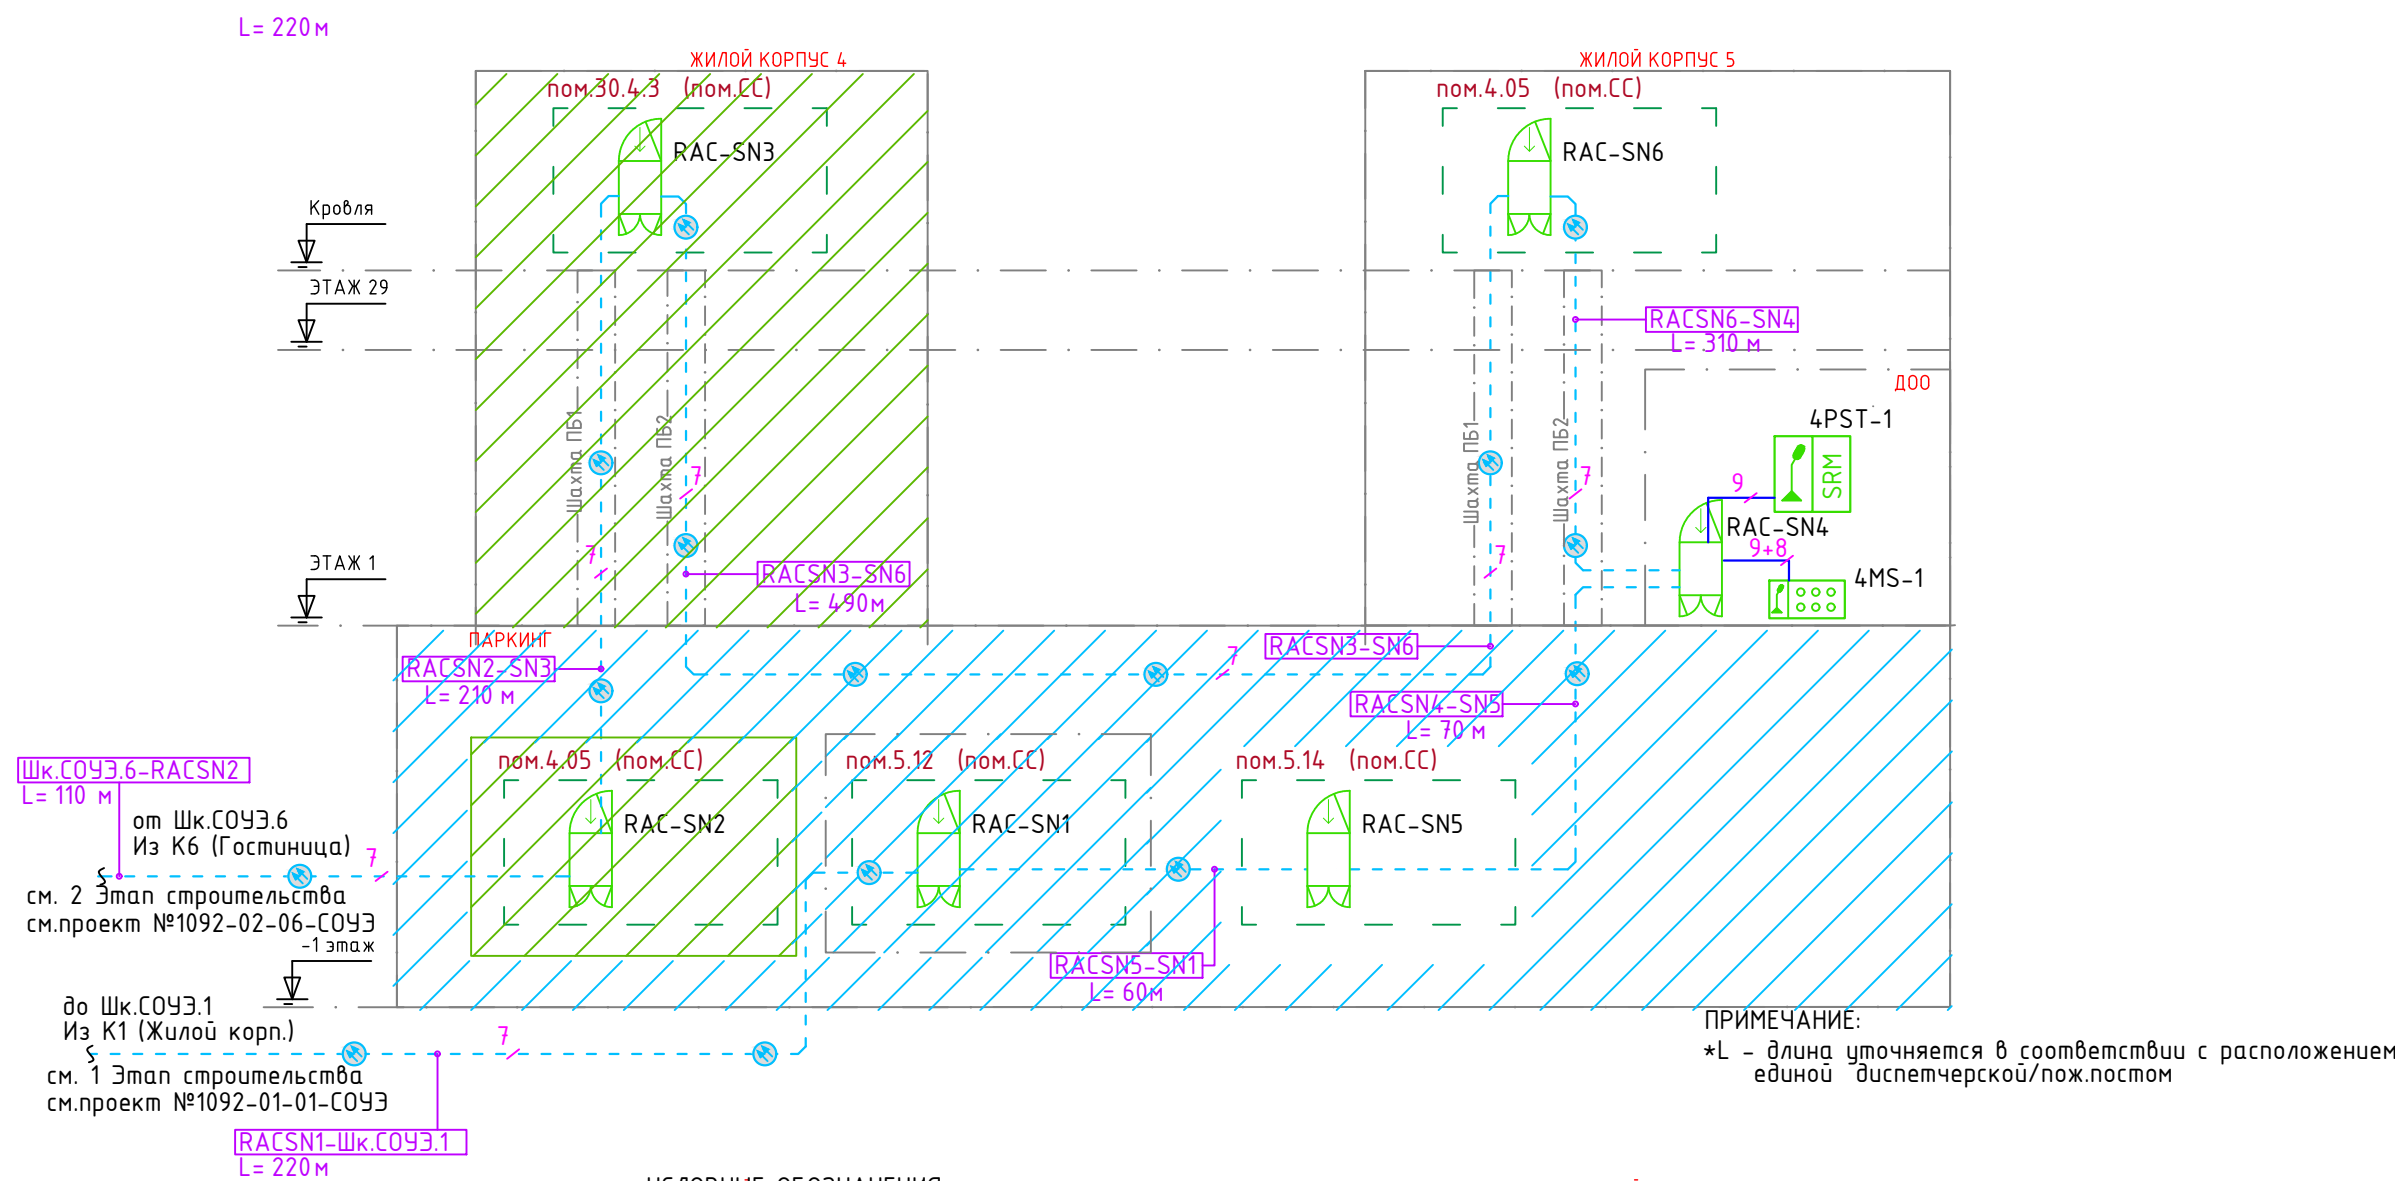 L= 220м
ЖИЛОЙ КОРПУС 4
ЖИЛОЙ КОРПУС 5
пом.30.4.3 (пом.СС)
пом.4.05 (пом.СС)
RAC-SN3
RAC-SN6
Кровля
ЭТАЖ 29
RACSN6-SN4
L= 310 м
ДОО
4PST-1
Шахта ПБ1
Шахта ПБ2
Шахта ПБ1
Шахта ПБ2
SRM
7
7
9
RAC-SN4
9+8
ЭТАЖ 1
7
7
RACSN3-SN6
L= 490м
4MS-1
ПАРКИНГ
RACSN2-SN3
L= 210 м
7
RACSN3-SN6
RACSN4-SN5
L= 70 м
пом.4.05 (пом.СС)
пом.5.12 (пом.СС)
пом.5.14 (пом.СС)
Шк.СОУЭ.6-RACSN2
L= 110 м
RAC-SN2
RAC-SN1
RAC-SN5
от Шк.СОУЭ.6
Из К6 (Гостиница)
7
см. 2 Этап строительства
см.проект №1092-02-06-СОУЭ
-1 этаж
RACSN5-SN1
L= 60м
до Шк.СОУЭ.1
Из К1 (Жилой корп.)
7
см. 1 Этап строительства
см.проект №1092-01-01-СОУЭ
RACSN1-Шк.СОУЭ.1
L= 220м
ПРИМЕЧАНИЕ:
*L - длина уточняется в соответствии с расположением
единой диспетчерской/пож.постом